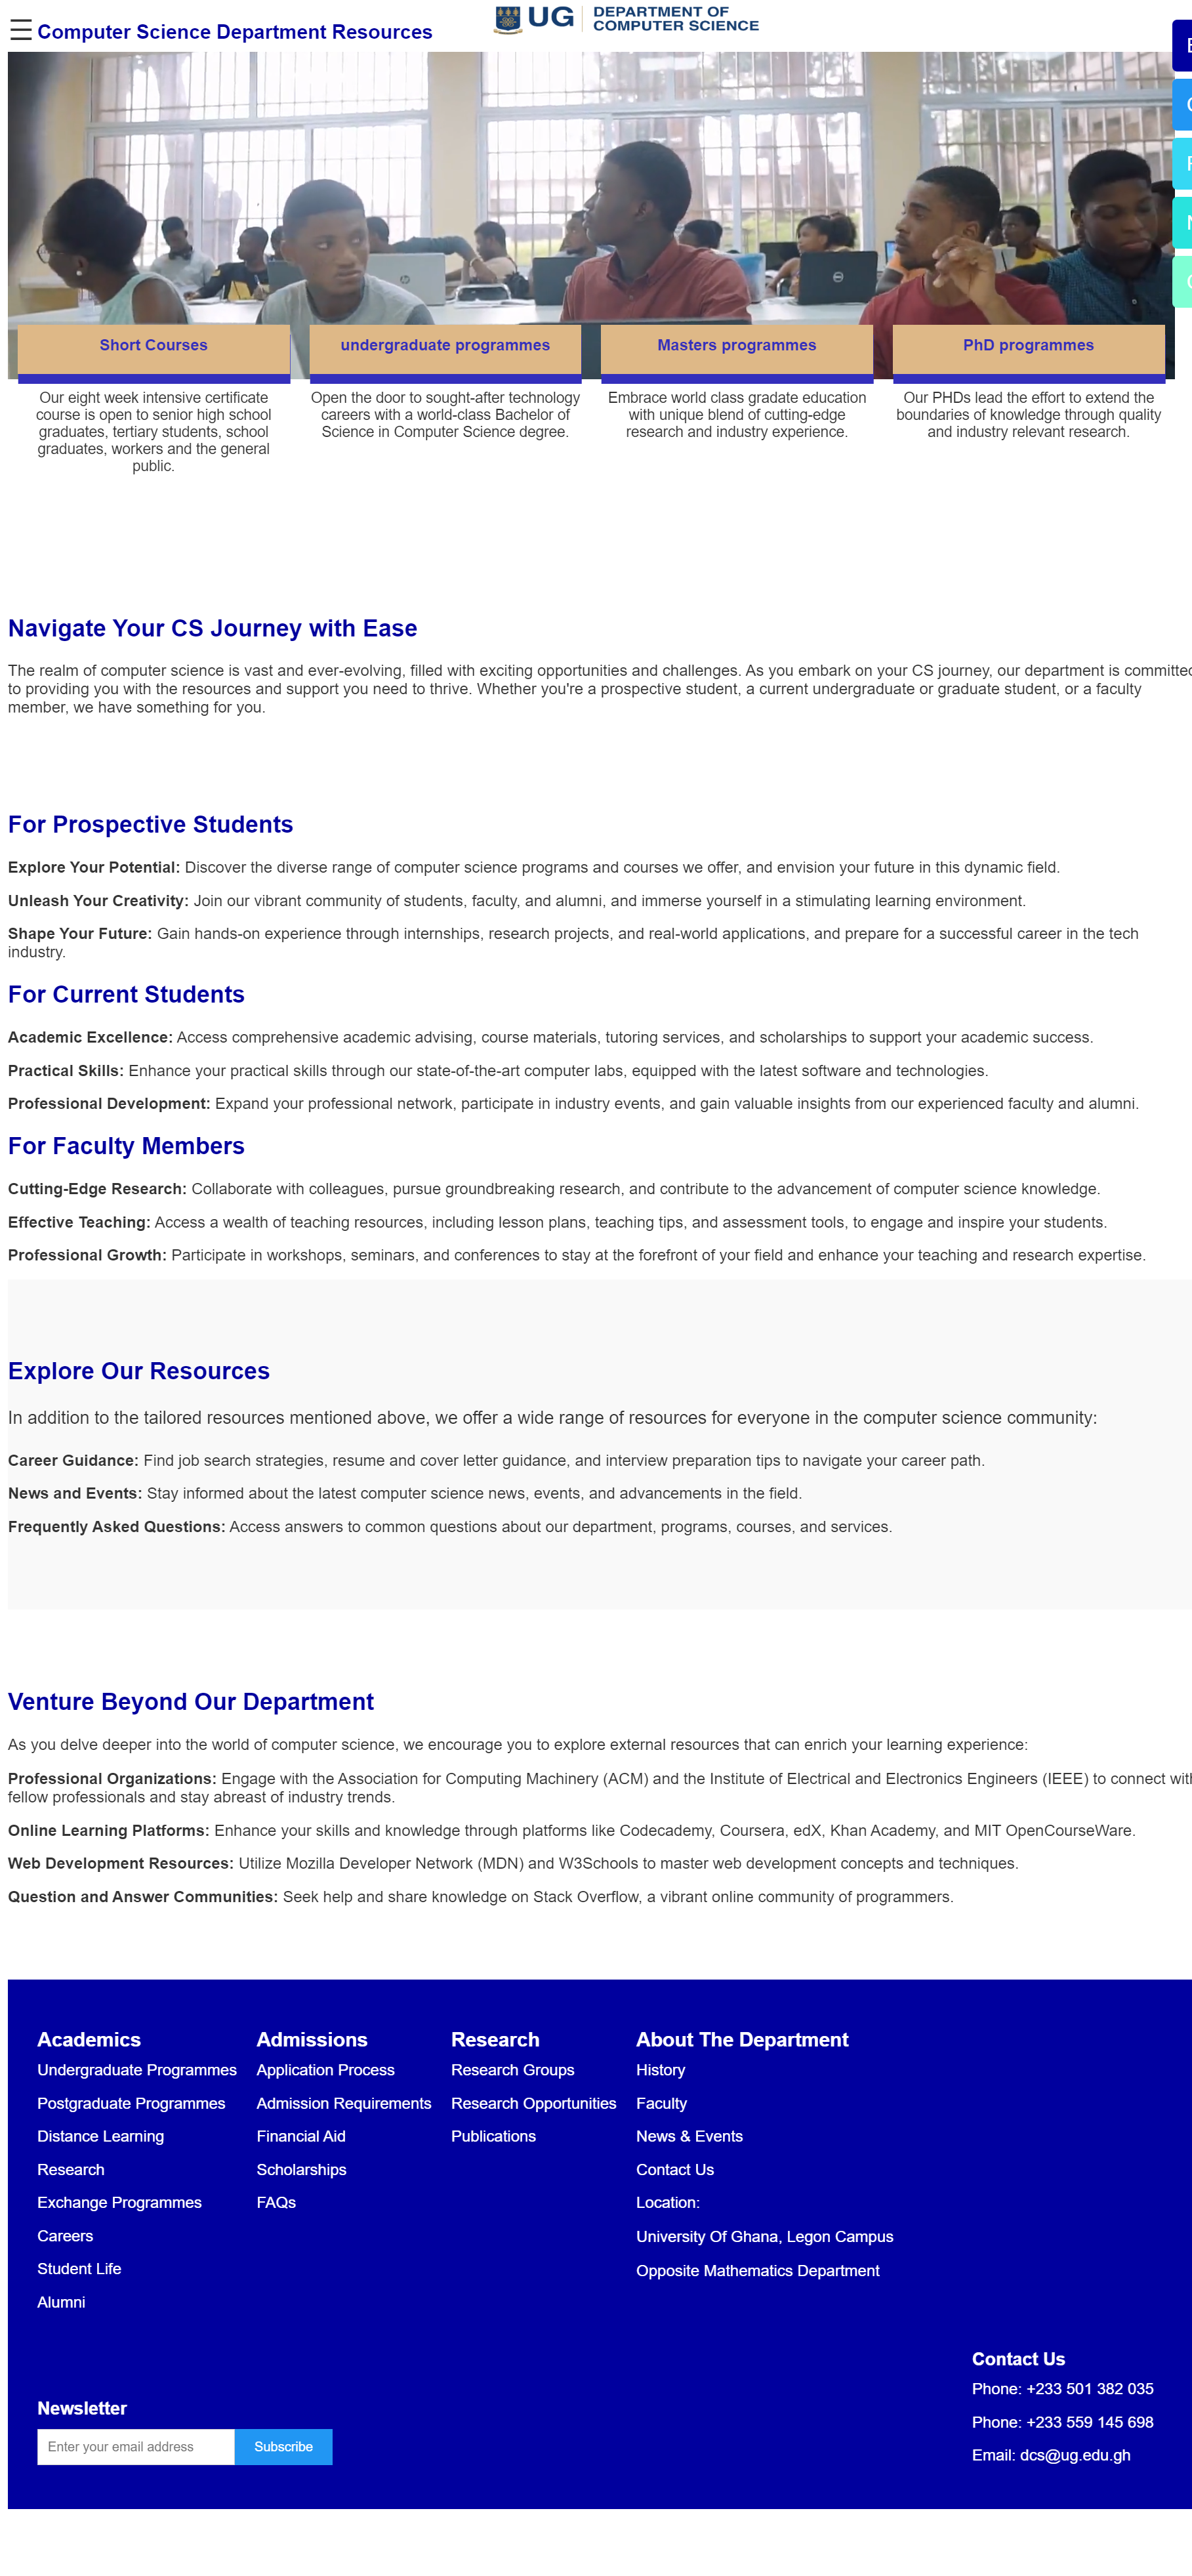 ☰ Computer Science Department Resources
UG DEPARTMENT OF
COMPUTER SCIENCE
Short Courses
Our eight week intensive certificate
course is open to senior high school
graduates, tertiary students, school
graduates, workers and the general
public.
undergraduate programmes
Open the door to sought-after technology
careers with a world-class Bachelor of
Science in Computer Science degree.
Masters programmes
Embrace world class gradate education
with unique blend of cutting-edge
research and industry experience.
PhD programmes
Our PHDs lead the effort to extend the
boundaries of knowledge through quality
and industry relevant research.
Navigate Your CS Journey with Ease
The realm of computer science is vast and ever-evolving, filled with exciting opportunities and challenges. As you embark on your CS journey, our department is committed
to providing you with the resources and support you need to thrive. Whether you're a prospective student, a current undergraduate or graduate student, or a faculty
member, we have something for you.
For Prospective Students
Explore Your Potential: Discover the diverse range of computer science programs and courses we offer, and envision your future in this dynamic field.
Unleash Your Creativity: Join our vibrant community of students, faculty, and alumni, and immerse yourself in a stimulating learning environment.
Shape Your Future: Gain hands-on experience through internships, research projects, and real-world applications, and prepare for a successful career in the tech
industry.
For Current Students
Academic Excellence: Access comprehensive academic advising, course materials, tutoring services, and scholarships to support your academic success.
Practical Skills: Enhance your practical skills through our state-of-the-art computer labs, equipped with the latest software and technologies.
Professional Development: Expand your professional network, participate in industry events, and gain valuable insights from our experienced faculty and alumni.
For Faculty Members
Cutting-Edge Research: Collaborate with colleagues, pursue groundbreaking research, and contribute to the advancement of computer science knowledge.
Effective Teaching: Access a wealth of teaching resources, including lesson plans, teaching tips, and assessment tools, to engage and inspire your students.
Professional Growth: Participate in workshops, seminars, and conferences to stay at the forefront of your field and enhance your teaching and research expertise.
Explore Our Resources
In addition to the tailored resources mentioned above, we offer a wide range of resources for everyone in the computer science community:
Career Guidance: Find job search strategies, resume and cover letter guidance, and interview preparation tips to navigate your career path.
News and Events: Stay informed about the latest computer science news, events, and advancements in the field.
Frequently Asked Questions: Access answers to common questions about our department, programs, courses, and services.
Venture Beyond Our Department
As you delve deeper into the world of computer science, we encourage you to explore external resources that can enrich your learning experience:
Professional Organizations: Engage with the Association for Computing Machinery (ACM) and the Institute of Electrical and Electronics Engineers (IEEE) to connect with
fellow professionals and stay abreast of industry trends.
Online Learning Platforms: Enhance your skills and knowledge through platforms like Codecademy, Coursera, edX, Khan Academy, and MIT OpenCourseWare.
Web Development Resources: Utilize Mozilla Developer Network (MDN) and W3Schools to master web development concepts and techniques.
Question and Answer Communities: Seek help and share knowledge on Stack Overflow, a vibrant online community of programmers.
Academics
Undergraduate Programmes
Postgraduate Programmes
Distance Learning
Research
Exchange Programmes
Careers
Student Life
Alumni
Admissions
Application Process
Admission Requirements
Financial Aid
Scholarships
FAQs
Research
Research Groups
Research Opportunities
Publications
About The Department
History
Faculty
News & Events
Contact Us
Location:
University Of Ghana, Legon Campus
Opposite Mathematics Department
Newsletter
Enter your email address
Subscribe
Contact Us
Phone: +233 501 382 035
Phone: +233 559 145 698
Email: dcs@ug.edu.gh